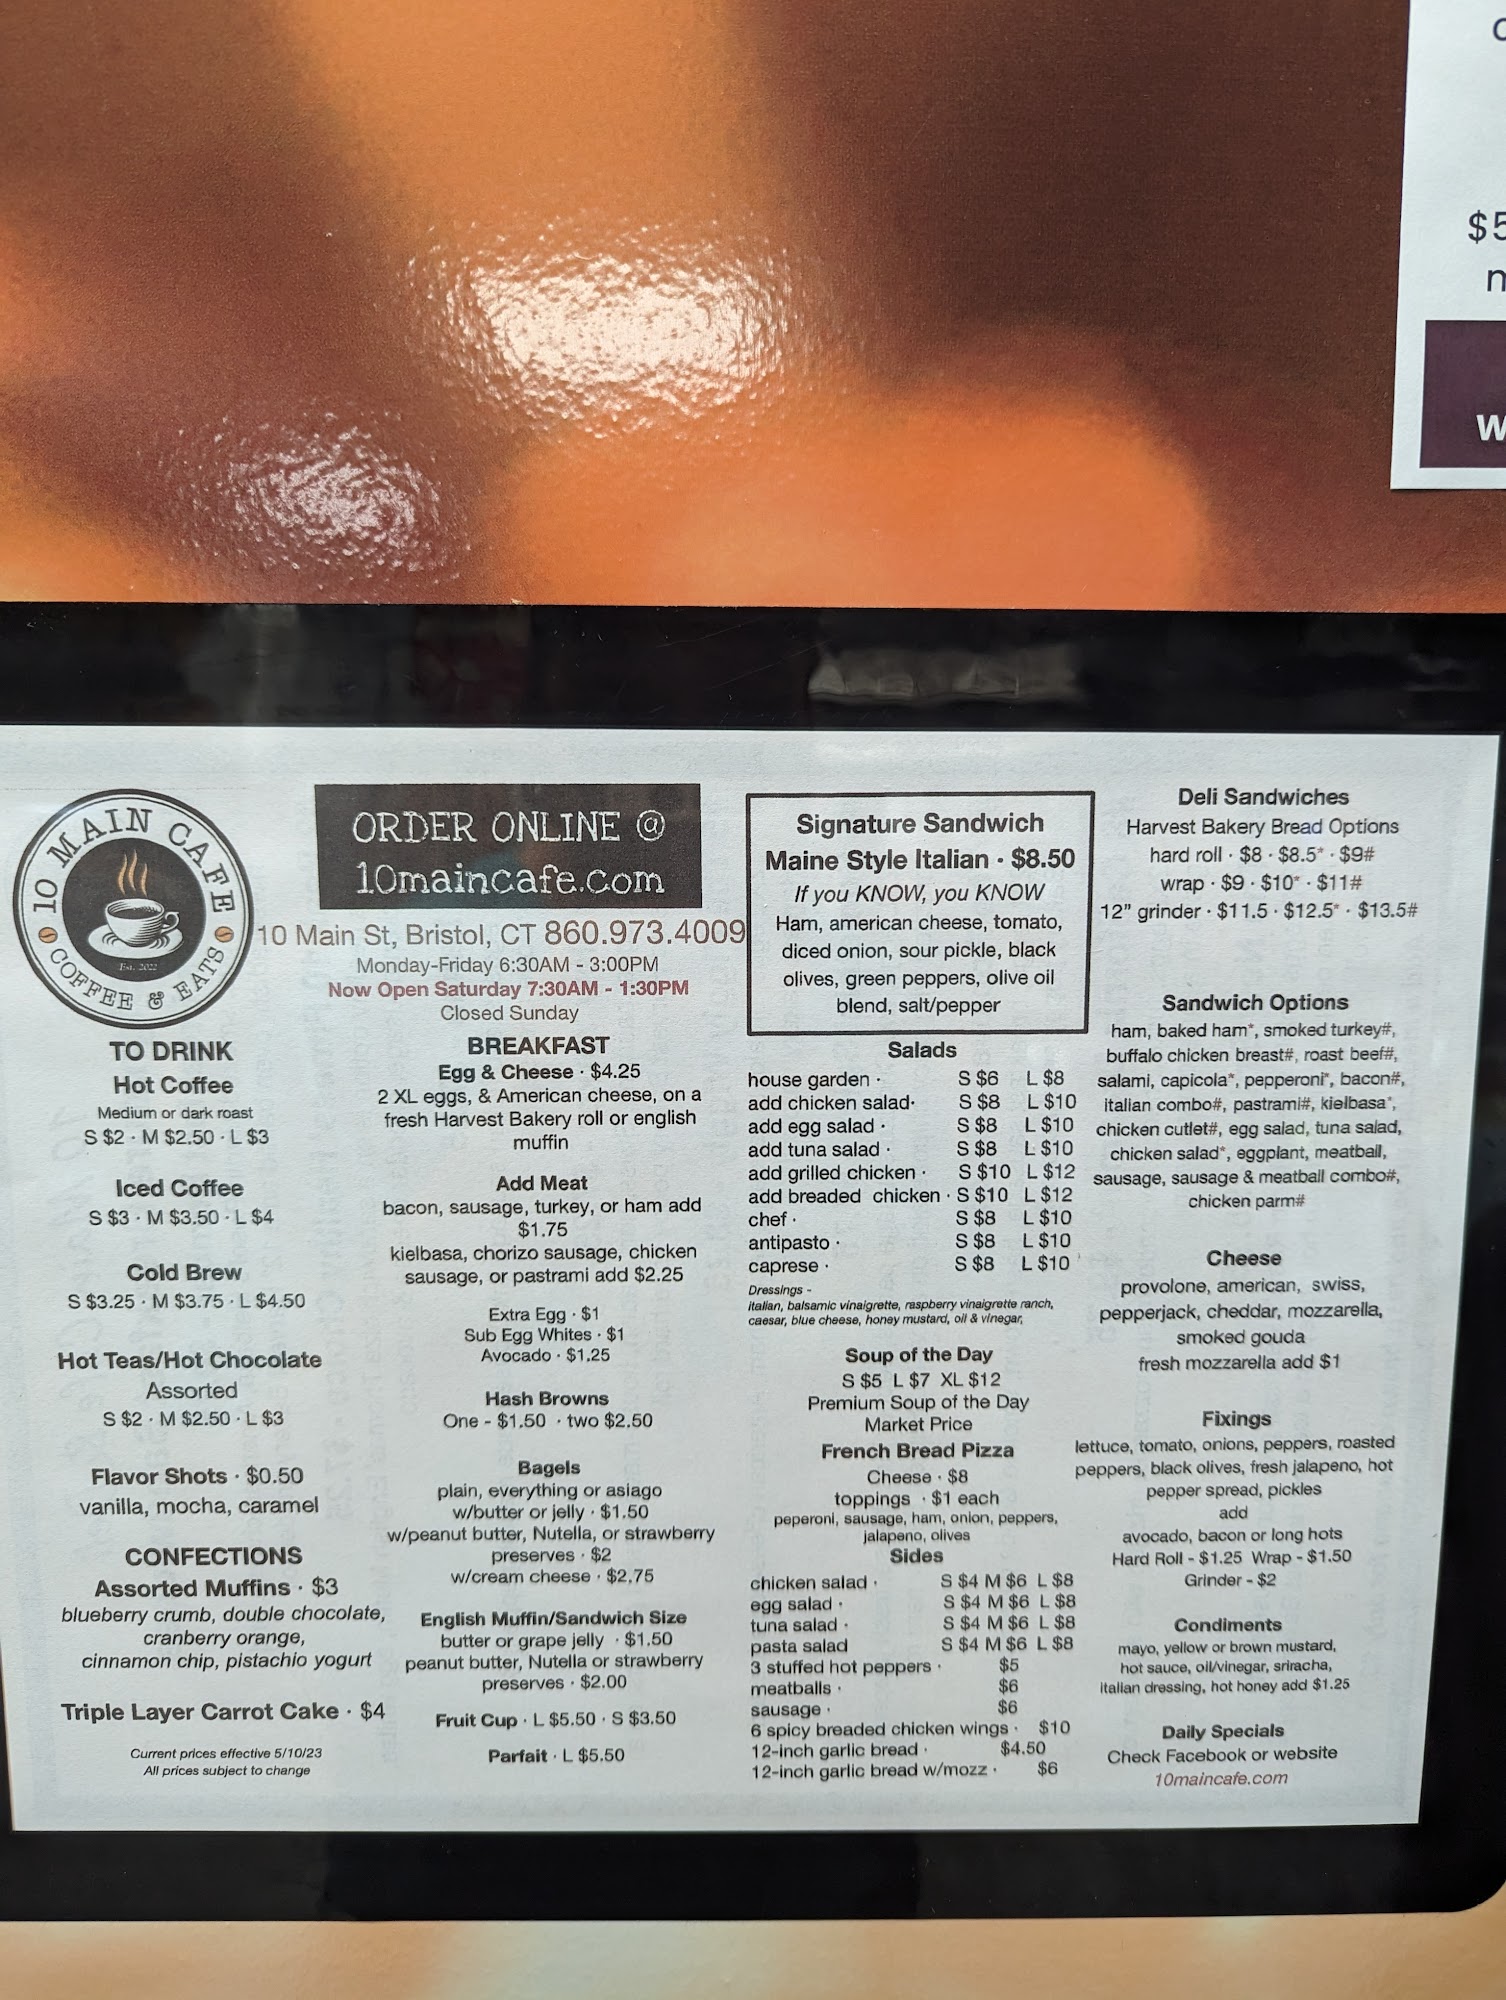 $5
10 MAIN CAFE
Est. 2022
COFFEE & EATS
ORDER ONLINE @
10maincafe.com
10 Main St, Bristol, CT 860.973.4009
Monday-Friday 6:30AM - 3:00PM
Now Open Saturday 7:30AM - 1:30PM
Closed Sunday
TO DRINK
Hot Coffee
Medium or dark roast
S $2 · M $2.50 · L $3
Iced Coffee
S $3 · M $3.50 · L $4
Cold Brew
S $3.25 · M $3.75 · L $4.50
Hot Teas/Hot Chocolate
Assorted
S $2 · M $2.50 · L $3
Flavor Shots · $0.50
vanilla, mocha, caramel
CONFECTIONS
Assorted Muffins · $3
blueberry crumb, double chocolate,
cranberry orange,
cinnamon chip, pistachio yogurt
Triple Layer Carrot Cake · $4
Current prices effective 5/10/23
All prices subject to change
BREAKFAST
Egg & Cheese · $4.25
2 XL eggs, & American cheese, on a
fresh Harvest Bakery roll or english
muffin
Add Meat
bacon, sausage, turkey, or ham add
$1.75
kielbasa, chorizo sausage, chicken
sausage, or pastrami add $2.25
Extra Egg · $1
Sub Egg Whites · $1
Avocado · $1.25
Hash Browns
One - $1.50 · two $2.50
Bagels
plain, everything or asiago
w/butter or jelly · $1.50
w/peanut butter, Nutella, or strawberry
preserves · $2
w/cream cheese · $2.75
English Muffin/Sandwich Size
butter or grape jelly · $1.50
peanut butter, Nutella or strawberry
preserves · $2.00
Fruit Cup · L $5.50 · S $3.50
Parfait · L $5.50
Signature Sandwich
Maine Style Italian · $8.50
If you KNOW, you KNOW
Ham, american cheese, tomato,
diced onion, sour pickle, black
olives, green peppers, olive oil
blend, salt/pepper
Salads
house garden · S $6 L $8
add chicken salad· S $8 L $10
add egg salad · S $8 L $10
add tuna salad · S $8 L $10
add grilled chicken · S $10 L $12
add breaded chicken · S $10 L $12
chef · S $8 L $10
antipasto · S $8 L $10
caprese · S $8 L $10
Dressings -
italian, balsamic vinaigrette, raspberry vinaigrette ranch,
caesar, blue cheese, honey mustard, oil & vinegar,
Soup of the Day
S $5 L $7 XL $12
Premium Soup of the Day
Market Price
French Bread Pizza
Cheese · $8
toppings · $1 each
peperoni, sausage, ham, onion, peppers,
jalapeno, olives
Sides
chicken salad · S $4 M $6 L $8
egg salad · S $4 M $6 L $8
tuna salad · S $4 M $6 L $8
pasta salad S $4 M $6 L $8
3 stuffed hot peppers · $5
meatballs · $6
sausage · $6
6 spicy breaded chicken wings · $10
12-inch garlic bread · $4.50
12-inch garlic bread w/mozz · $6
Deli Sandwiches
Harvest Bakery Bread Options
hard roll · $8 · $8.5* · $9#
wrap · $9 · $10* · $11#
12” grinder · $11.5 · $12.5* · $13.5#
Sandwich Options
ham, baked ham*, smoked turkey#,
buffalo chicken breast#, roast beef#,
salami, capicola*, pepperoni*, bacon#,
italian combo#, pastrami#, kielbasa*,
chicken cutlet#, egg salad, tuna salad,
chicken salad*, eggplant, meatball,
sausage, sausage & meatball combo#,
chicken parm#
Cheese
provolone, american, swiss,
pepperjack, cheddar, mozzarella,
smoked gouda
fresh mozzarella add $1
Fixings
lettuce, tomato, onions, peppers, roasted
peppers, black olives, fresh jalapeno, hot
pepper spread, pickles
add
avocado, bacon or long hots
Hard Roll - $1.25 Wrap - $1.50
Grinder - $2
Condiments
mayo, yellow or brown mustard,
hot sauce, oil/vinegar, sriracha,
italian dressing, hot honey add $1.25
Daily Specials
Check Facebook or website
10maincafe.com